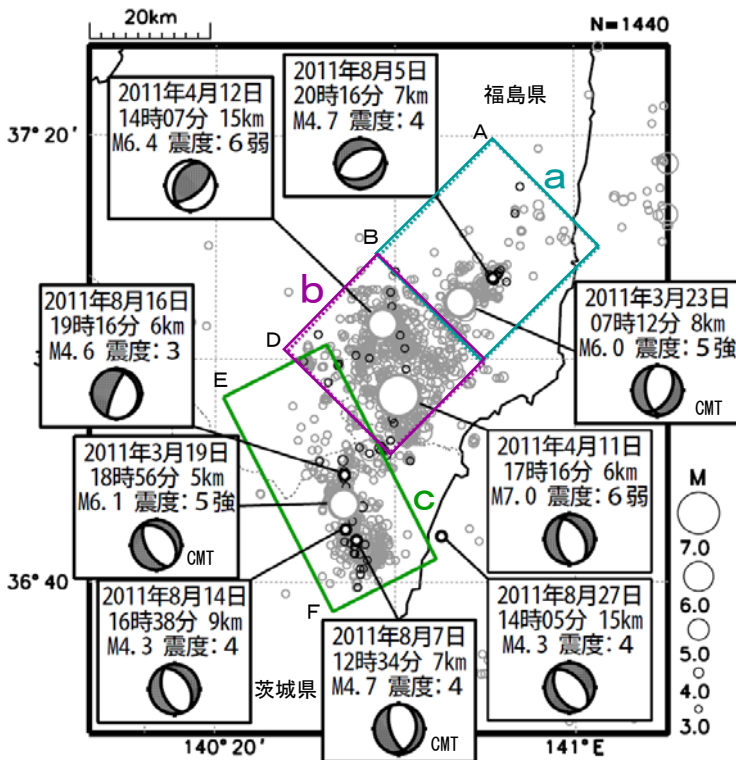 20km
N=1440
福島県
37° 20'
36° 40'
140° 20'
141° E
茨城県
2011年4月12日
14時07分 15km
M6.4 震度:6弱
2011年8月5日
20時16分 7km
M4.7 震度:4
2011年8月16日
19時16分 6km
M4.6 震度:3
2011年3月23日
07時12分 8km
M6.0 震度:5強
CMT
2011年3月19日
18時56分 5km
M6.1 震度:5強
CMT
2011年4月11日
17時16分 6km
M7.0 震度:6弱
2011年8月14日
16時38分 9km
M4.3 震度:4
2011年8月7日
12時34分 7km
M4.7 震度:4
CMT
2011年8月27日
14時05分 15km
M4.3 震度:4
A
a
B
b
D
E
c
F
M
7.0
6.0
5.0
4.0
3.0